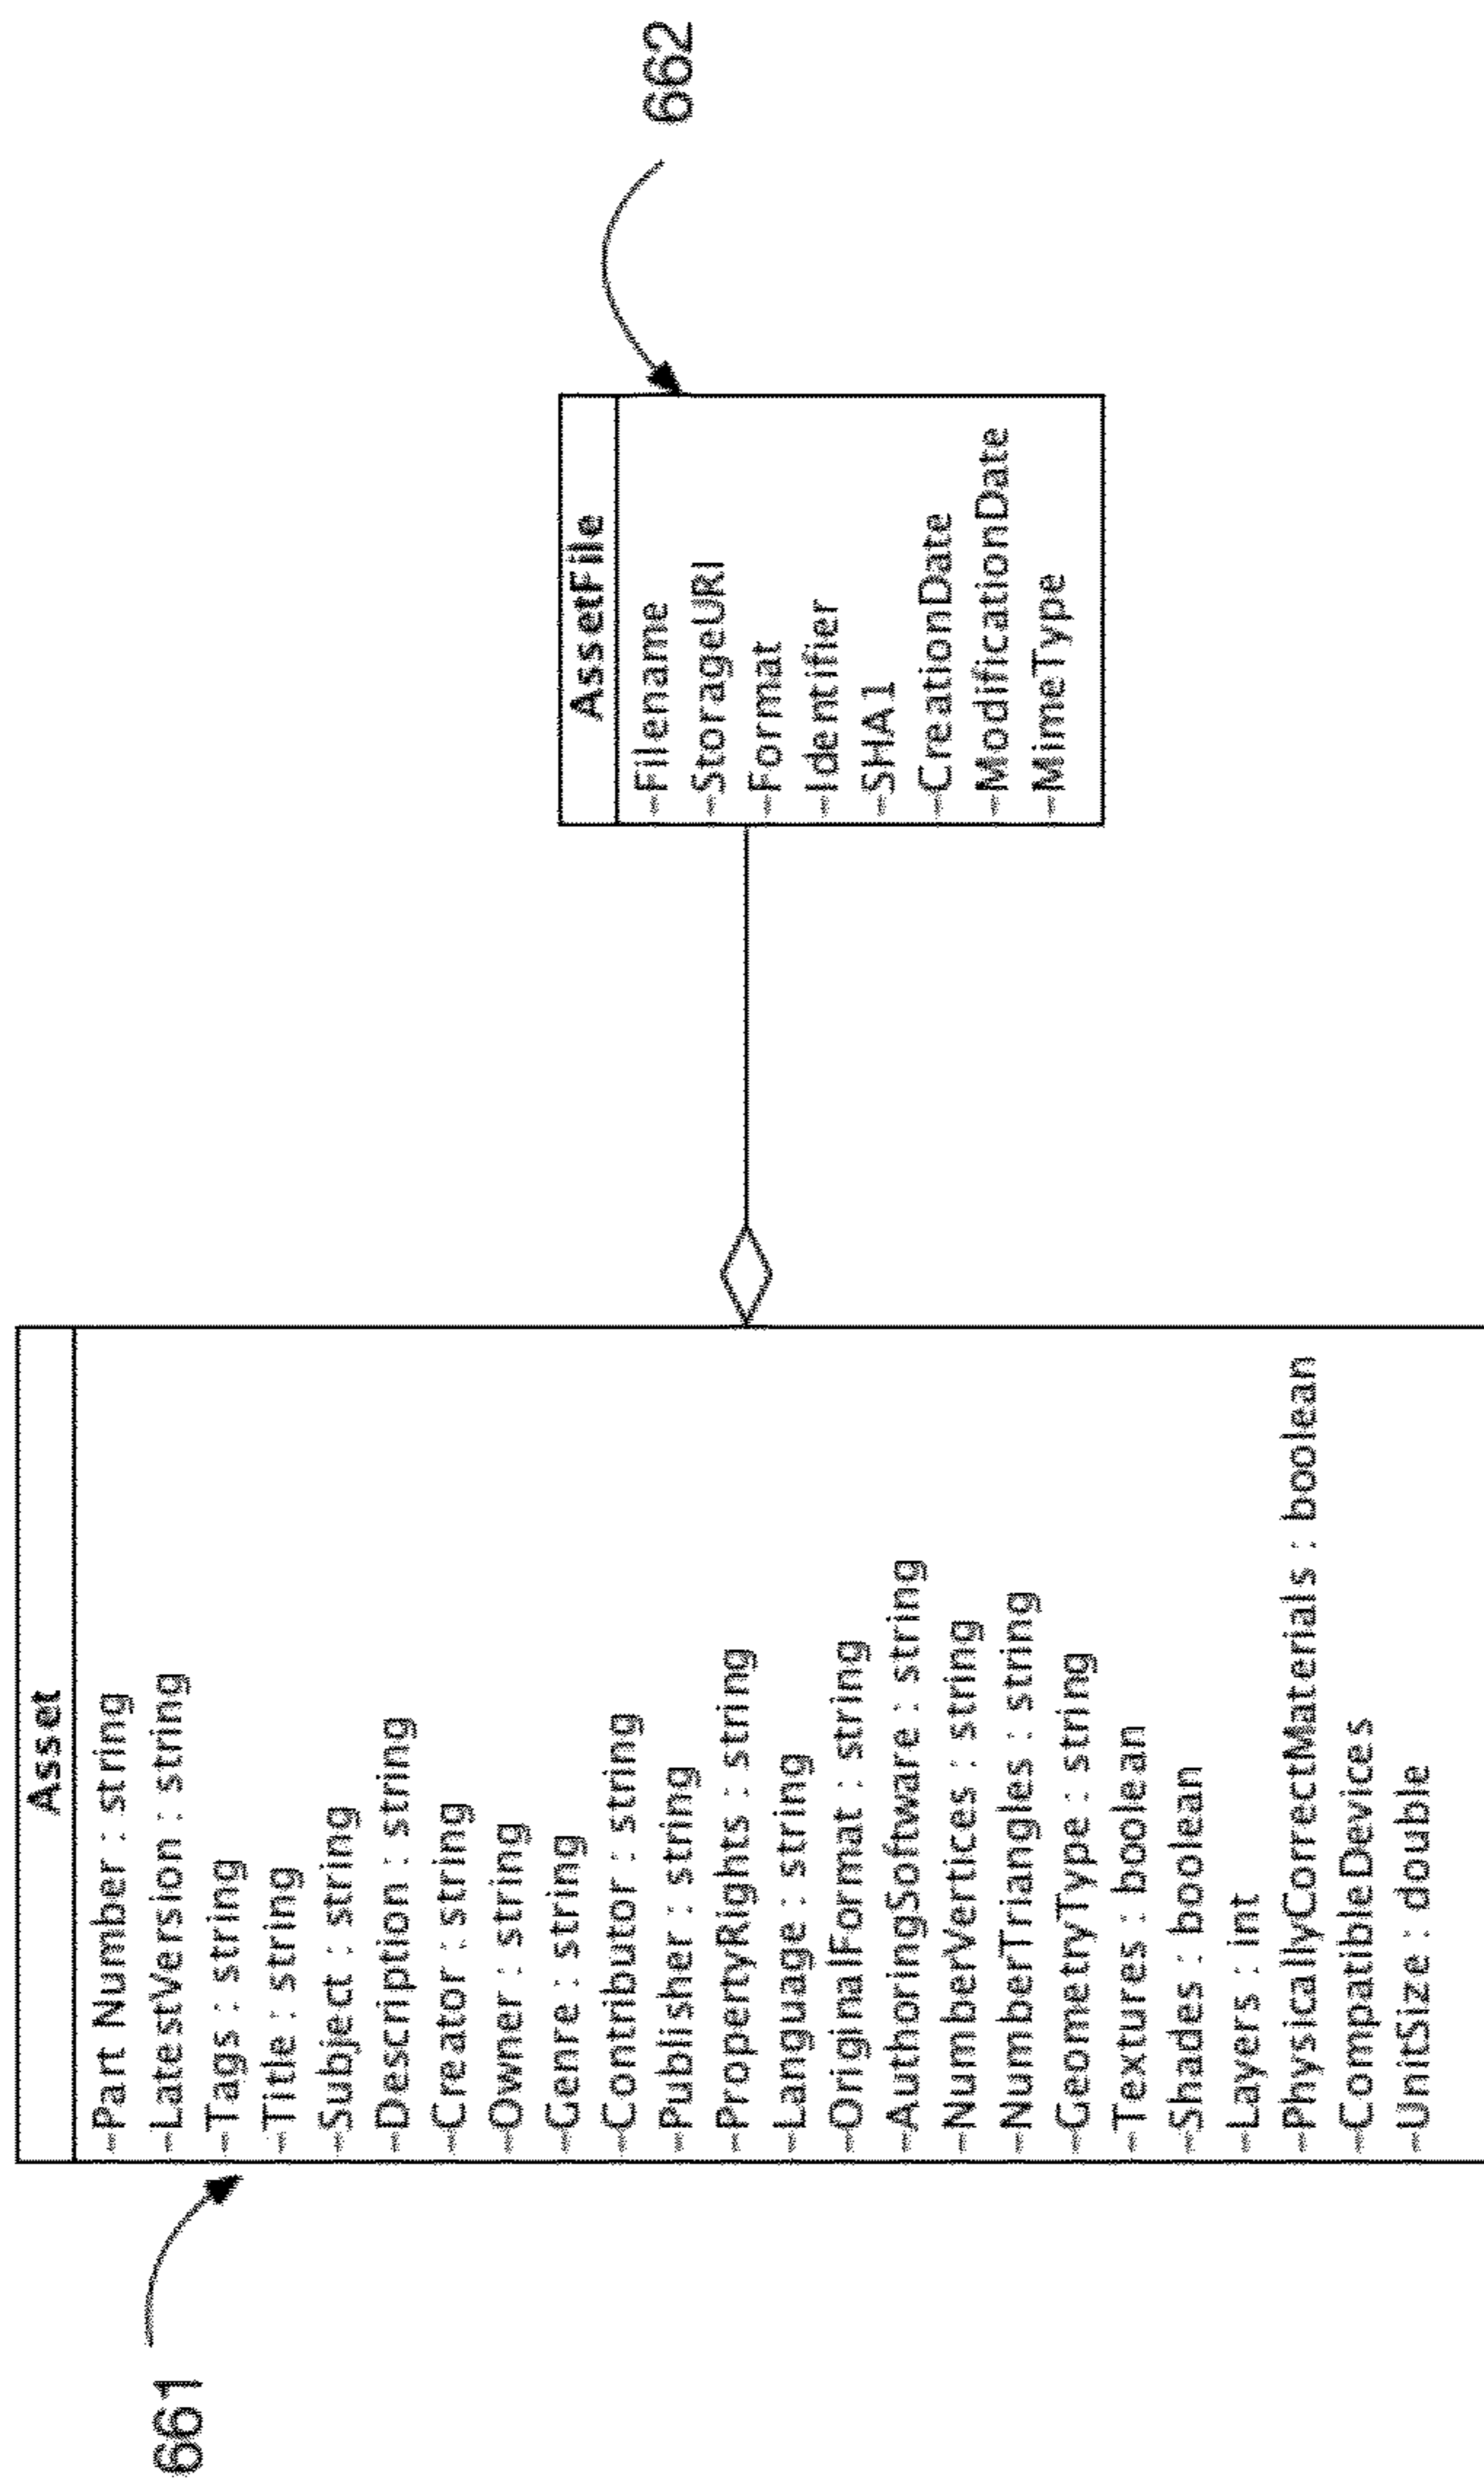 661
Asset
-Part Number : string
-LatestVersion : string
-Tags : string
-Title : string
-Subject : string
-Description : string
-Creator : string
-Owner : string
-Genre : string
-Contributor : string
-Publisher : string
-PropertyRights : string
-Language : string
-OriginalFormat : string
-AuthoringSoftware : string
-NumberVertices : string
-NumberTriangles : string
-GeometryType : string
-Textures : boolean
-Shades : boolean
-Layers : int
-PhysicallyCorrectMaterials : boolean
-CompatibleDevices
-UnitSize : double
AssetFile
-Filename
-StorageURI
-Format
-Identifier
-SHA1
-CreationDate
-ModificationDate
-MimeType
662